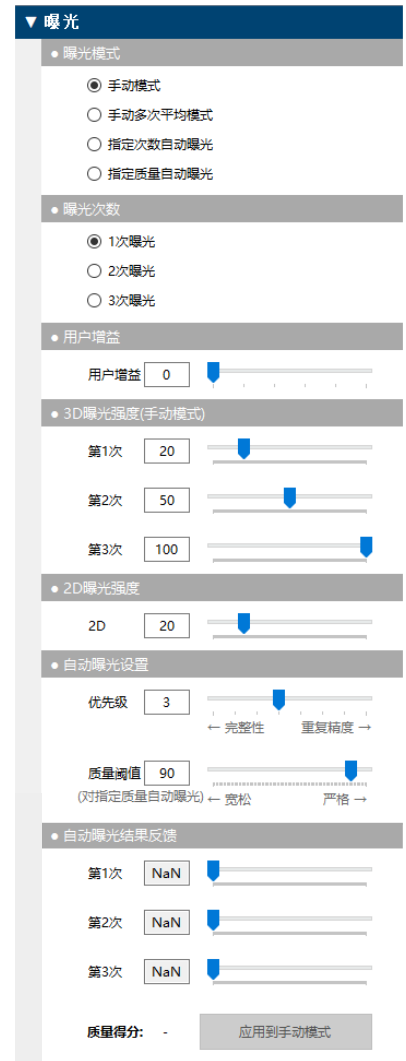 ▼ 曝光
● 曝光模式
手动模式
手动多次平均模式
指定次数自动曝光
指定质量自动曝光
● 曝光次数
1次曝光
2次曝光
3次曝光
● 用户增益
用户增益 0
● 3D曝光强度(手动模式)
第1次 20
第2次 50
第3次 100
● 2D曝光强度
2D 20
● 自动曝光设置
优先级 3
← 完整性 重复精度 →
质量阈值 90
(对指定质量自动曝光) ← 宽松 严格 →
● 自动曝光结果反馈
第1次 NaN
第2次 NaN
第3次 NaN
质量得分: - 应用到手动模式